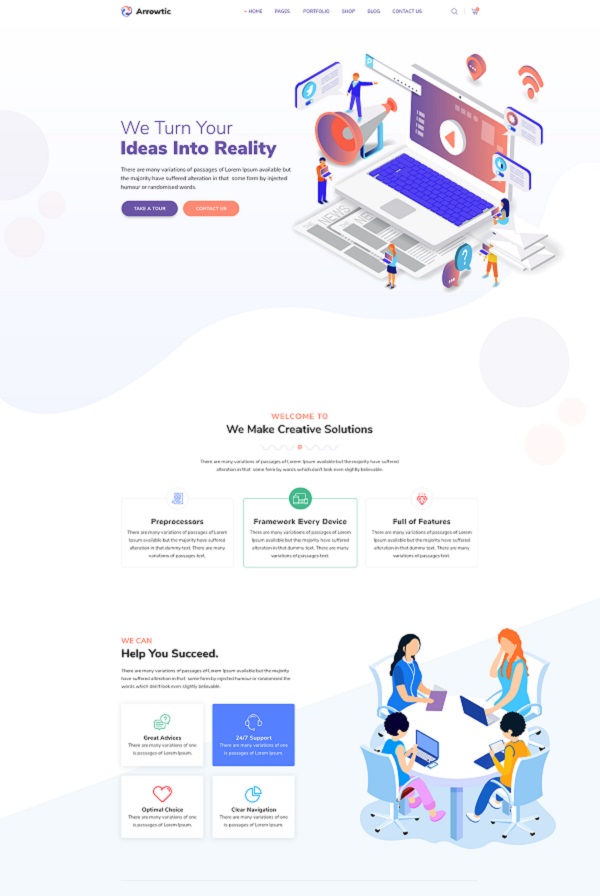 Arrowtic
HOME PAGES PORTFOLIO SHOP BLOG CONTACT US
We Turn Your
Ideas Into Reality
There are many variations of passages of Lorem Ipsum available but
the majority have suffered alteration in that some form by injected
humour or randomised words.
TAKE A TOUR CONTACT US
NEWS
WELCOME TO
We Make Creative Solutions
There are many variations of passages of Lorem Ipsum available but the majority have suffered
alteration in that some form by words which don't look even slightly believable.
Preprocessors
There are many variations of passages of Lorem
Ipsum available but the majority have suffered
alteration in that dummy text. There are many
variations of passages text.
Framework Every Device
There are many variations of passages of Lorem
Ipsum available but the majority have suffered
alteration in that dummy text. There are many
variations of passages text.
Full of Features
There are many variations of passages of Lorem
Ipsum available but the majority have suffered
alteration in that dummy text. There are many
variations of passages text.
WE CAN
Help You Succeed.
There are many variations of passages of Lorem Ipsum available but the majority
have suffered alteration in that some form by injected humour or randomised the
words which don't look even slightly believable.
Great Advices
There are many variations of one
is passages of Lorem Ipsum.
24/7 Support
There are many variations of one
is passages of Lorem Ipsum.
Optimal Choice
There are many variations of one
is passages of Lorem Ipsum.
Clear Navigation
There are many variations of one
is passages of Lorem Ipsum.